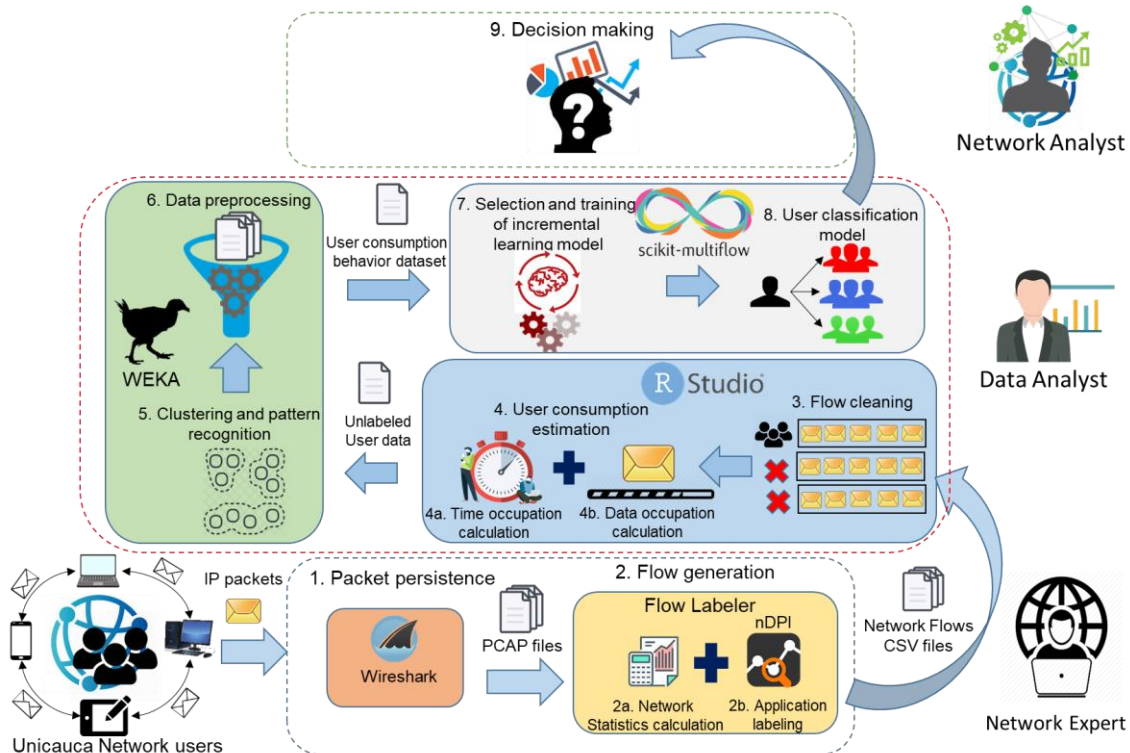 9. Decision making
Network Analyst
6. Data preprocessing
User consumption
behavior dataset
7. Selection and training
of incremental
learning model
scikit-multiflow
8. User classification
model
WEKA
Data Analyst
5. Clustering and pattern
recognition
Unlabeled
User data
R Studio
4. User consumption
estimation
3. Flow cleaning
4a. Time occupation
calculation
4b. Data occupation
calculation
IP packets
1. Packet persistence
2. Flow generation
Wireshark
PCAP files
Flow Labeler
nDPI
2a. Network
Statistics calculation
2b. Application
labeling
Network Flows
CSV files
Network Expert
Unicauca Network users